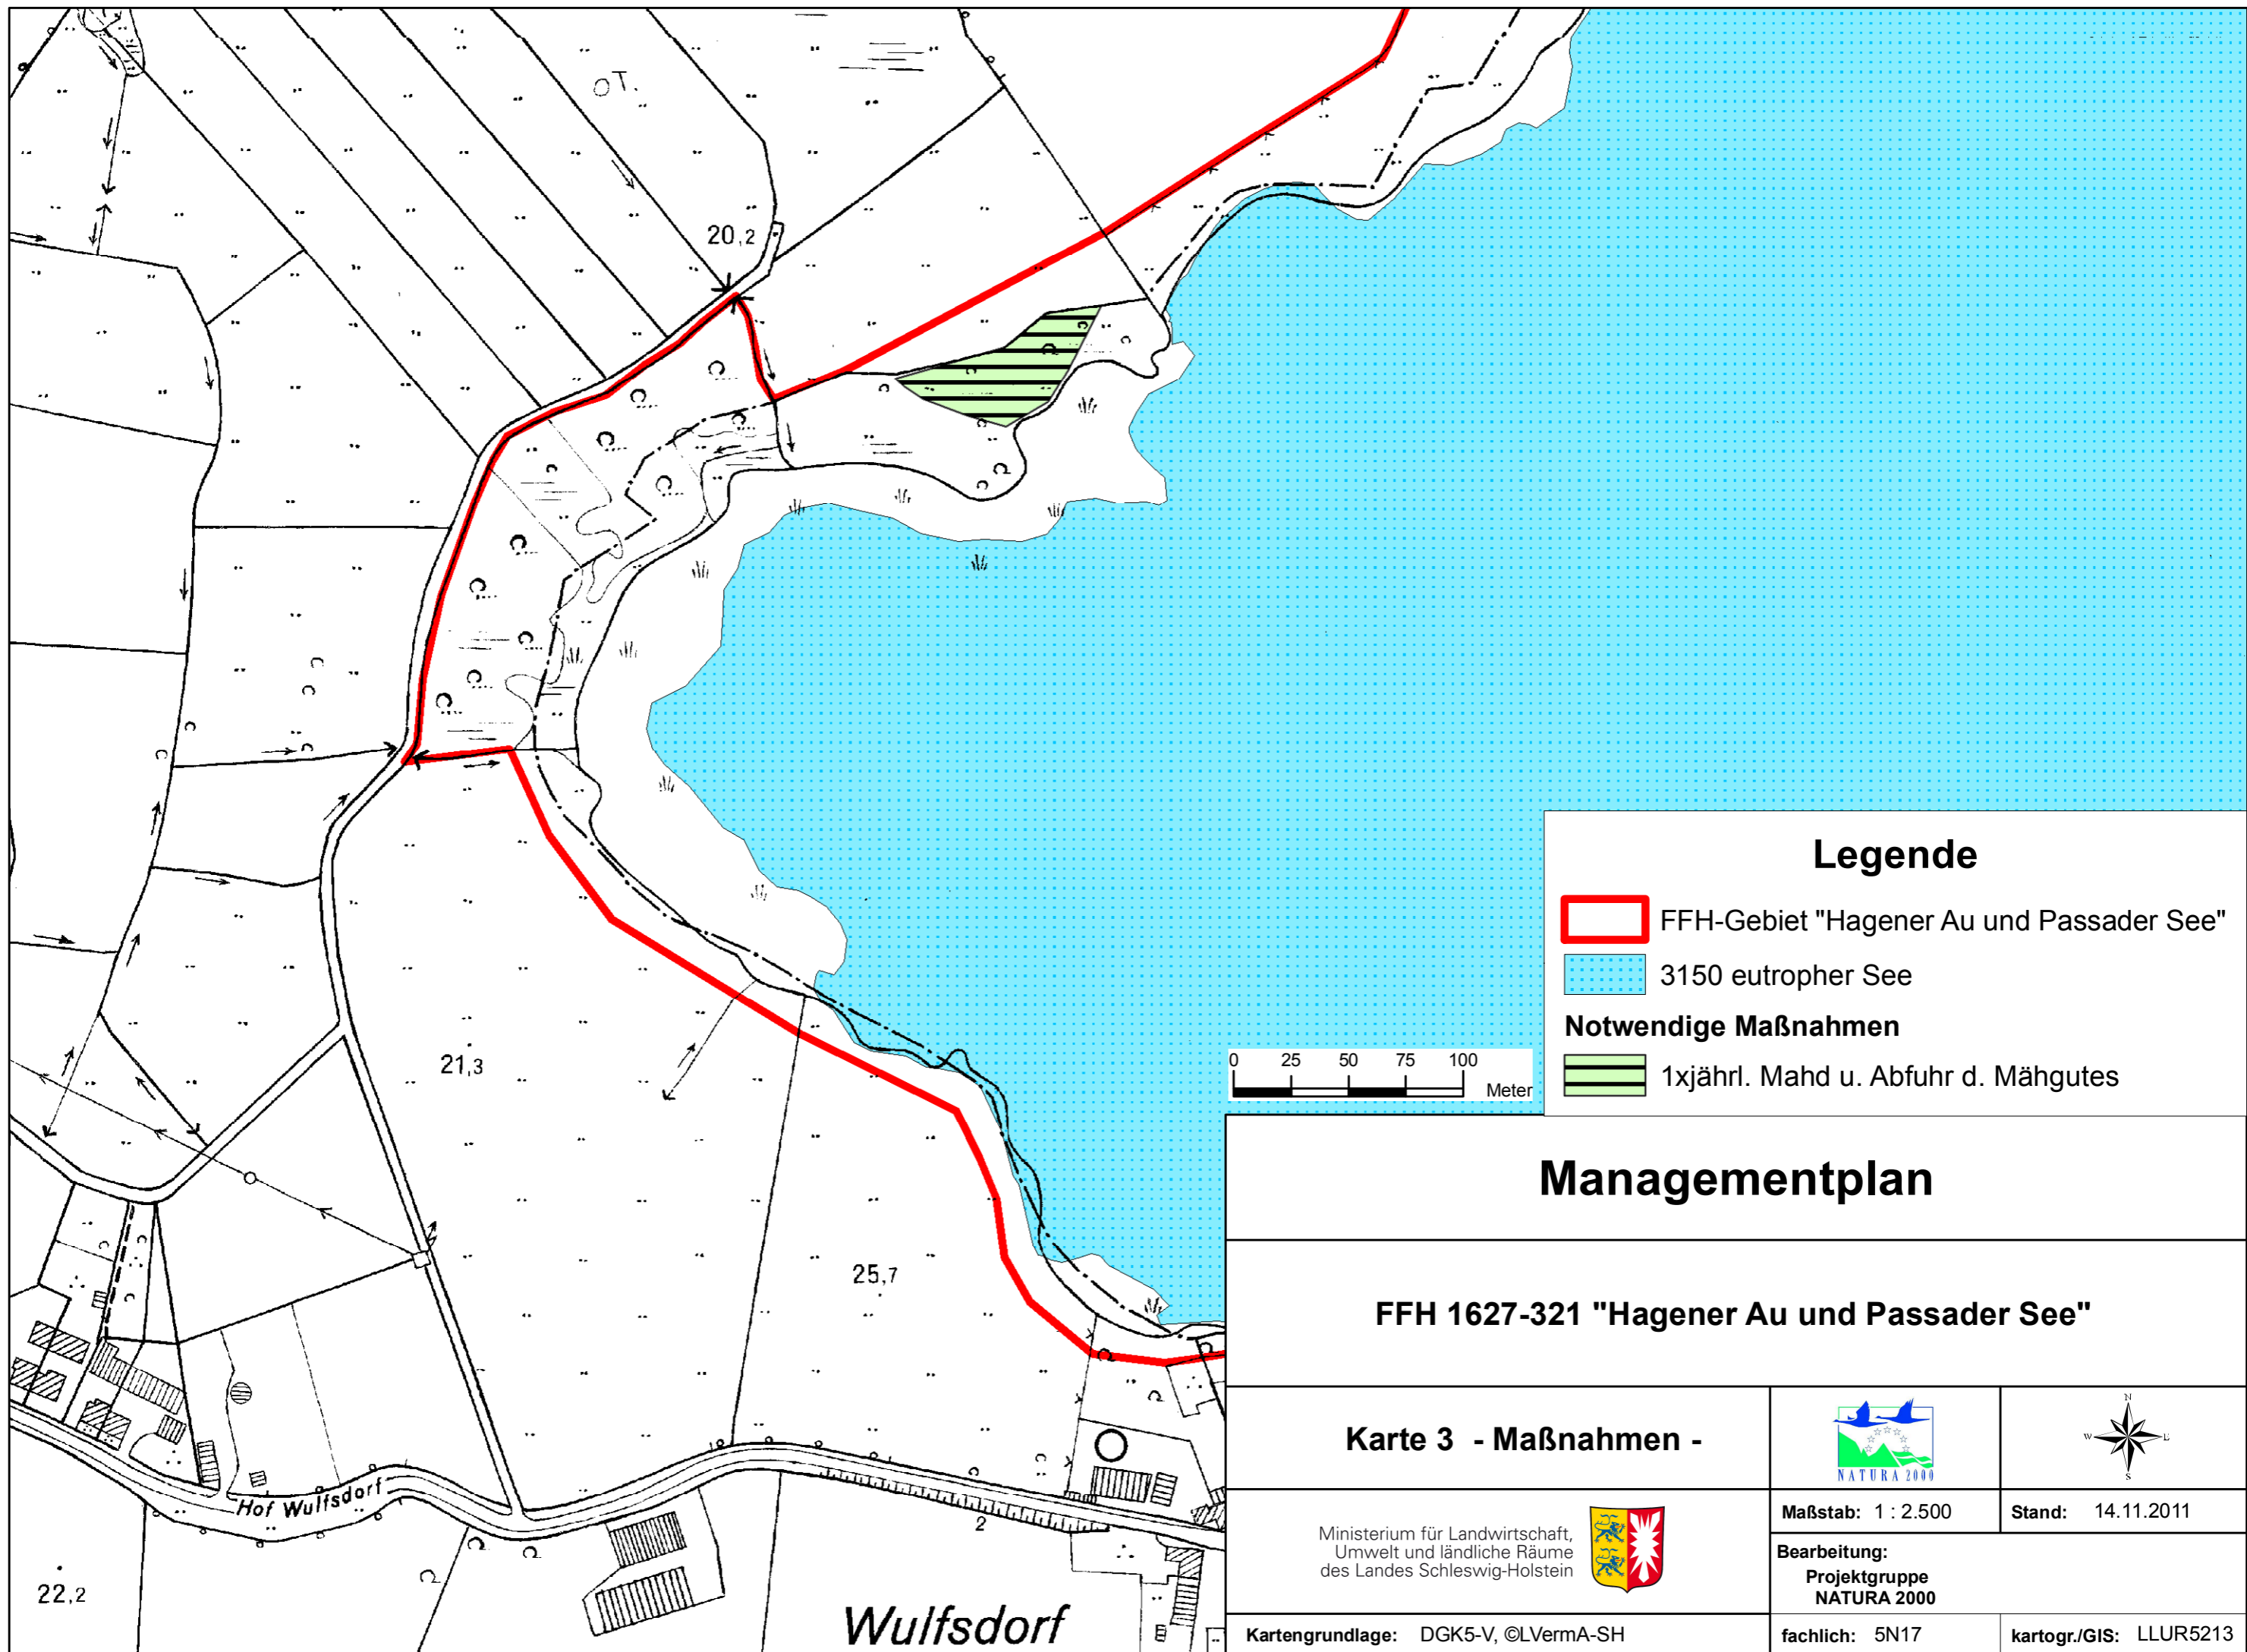 oT.
20,2
21,3
25,7
22,2
2
Hof Wulfsdorf
Wulfsdorf
0 25 50 75 100
Meter
Legende
FFH-Gebiet "Hagener Au und Passader See"
3150 eutropher See
Notwendige Maßnahmen
1xjährl. Mahd u. Abfuhr d. Mähgutes
Managementplan
FFH 1627-321 "Hagener Au und Passader See"
Karte 3 - Maßnahmen -
NATURA 2000
N
W
E
S
Ministerium für Landwirtschaft,
Umwelt und ländliche Räume
des Landes Schleswig-Holstein
Maßstab: 1 : 2.500
Stand: 14.11.2011
Bearbeitung:
Projektgruppe
NATURA 2000
Kartengrundlage: DGK5-V, ©LVermA-SH
fachlich: 5N17
kartogr./GIS: LLUR5213